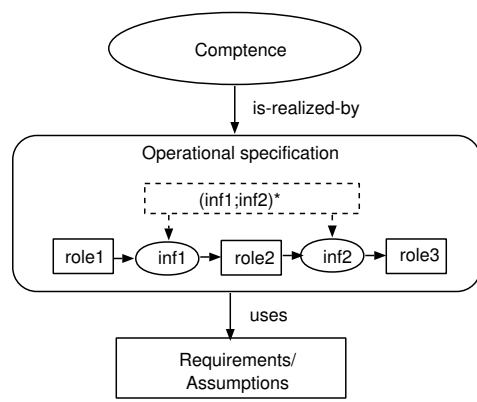 Comptence
is-realized-by
Operational specification
(inf1;inf2)*
role1 inf1 role2 inf2 role3
uses
Requirements/
Assumptions